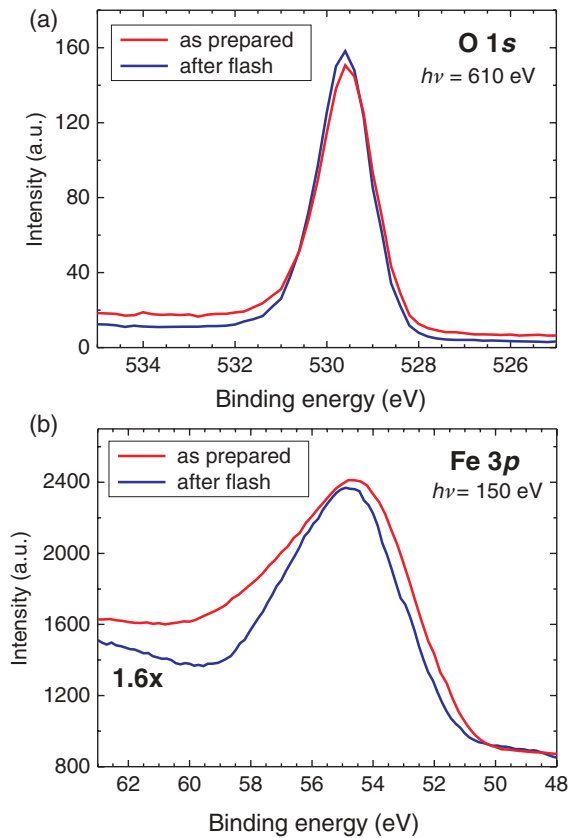 (a)
160
120
80
40
0
Intensity (a.u.)
as prepared
after flash
O 1s
hν = 610 eV
534 532 530 528 526
Binding energy (eV)
(b)
2400
2000
1600
1200
800
Intensity (a.u.)
as prepared
after flash
Fe 3p
hν = 150 eV
1.6x
62 60 58 56 54 52 50 48
Binding energy (eV)